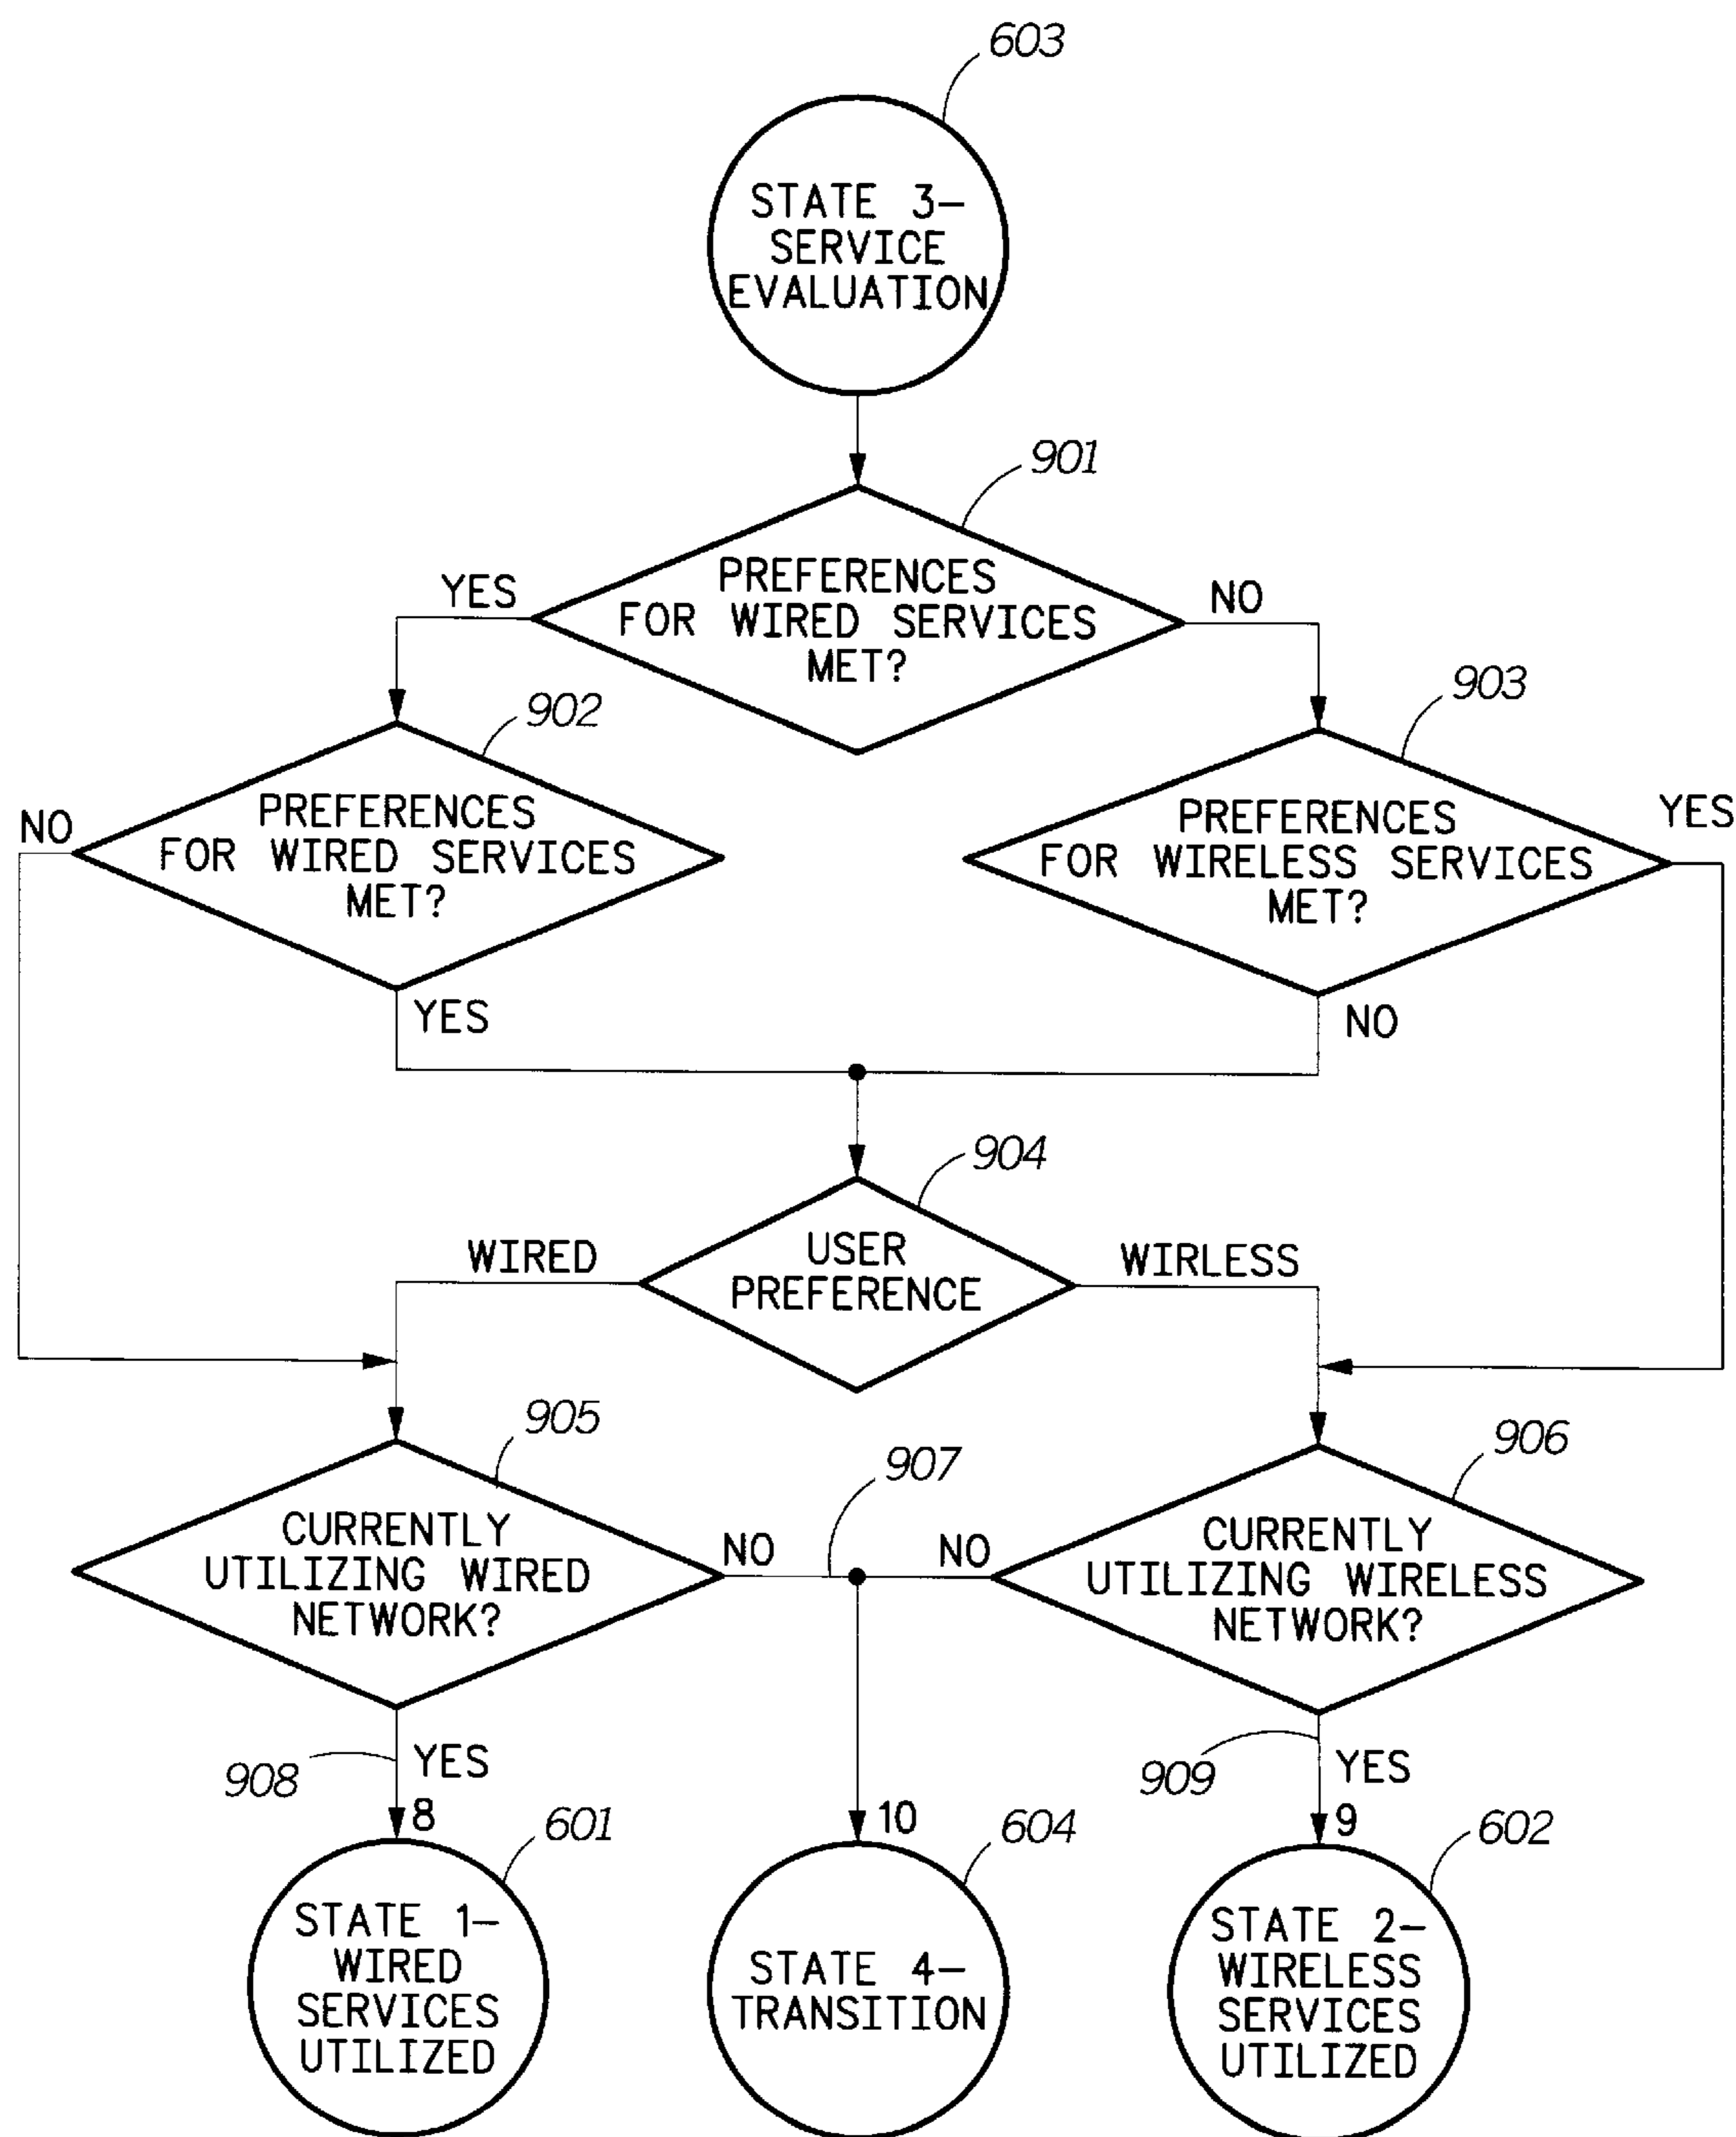 603
STATE 3–
SERVICE
EVALUATION
901
YES
PREFERENCES
FOR WIRED SERVICES
MET?
NO
902
903
NO
PREFERENCES
FOR WIRED SERVICES
MET?
PREFERENCES
FOR WIRELESS SERVICES
MET?
YES
YES
NO
904
WIRED
USER
PREFERENCE
WIRLESS
905
907
906
CURRENTLY
UTILIZING WIRED
NETWORK?
NO
NO
CURRENTLY
UTILIZING WIRELESS
NETWORK?
908
YES
909
YES
8
601
10
604
9
602
STATE 1–
WIRED
SERVICES
UTILIZED
STATE 4–
TRANSITION
STATE 2–
WIRELESS
SERVICES
UTILIZED